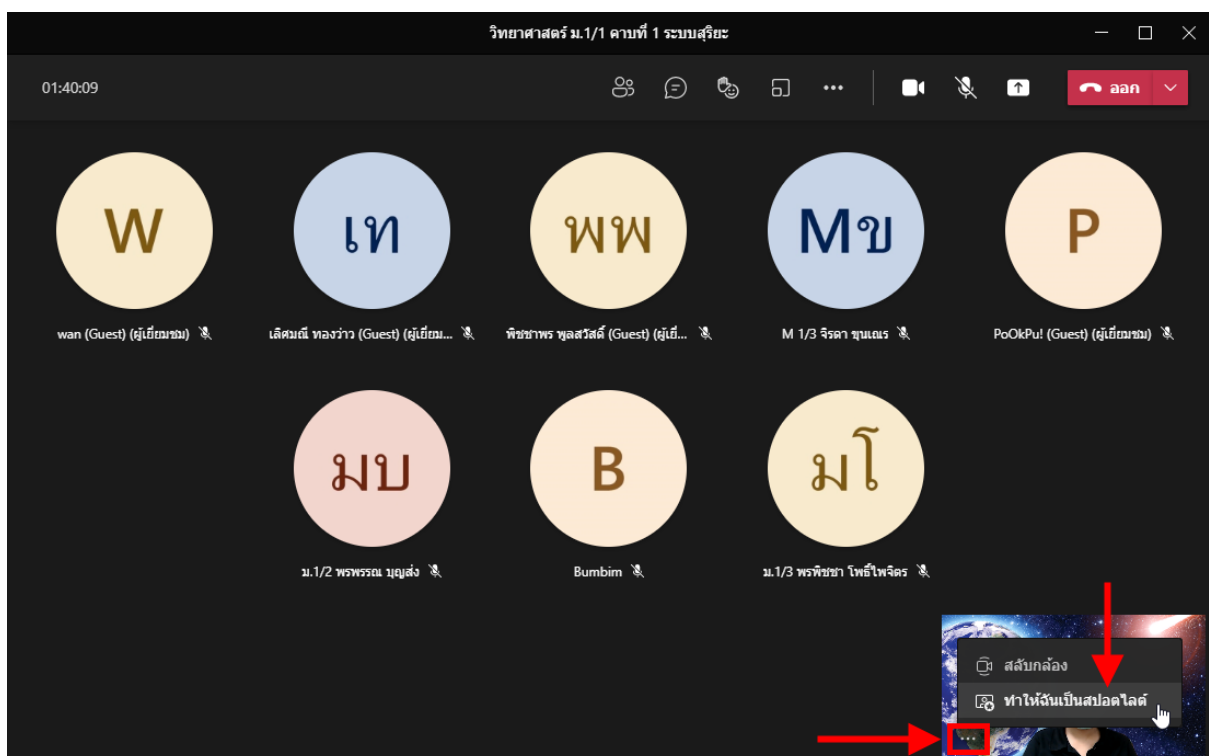 วิทยาศาสตร์ ม.1/1 คาบที่ 1 ระบบสุริยะ
01:40:09
ออก
W
เท
พพ
Mข
P
wan (Guest) (ผู้เยี่ยมชม)
เลิศมณี ทองว่าว (Guest) (ผู้เยี่ยม...
พิชชาพร พูลสวัสดิ์ (Guest) (ผู้เยี่...
M 1/3 จิรดา ขุนเณร
PoOkPu! (Guest) (ผู้เยี่ยมชม)
มบ
B
มโ
ม.1/2 พรพรรณ บุญส่ง
Bumbim
ม.1/3 พรพิชชา โพธิ์ไพจิตร
สลับกล้อง
ทำให้ฉันเป็นสปอตไลต์